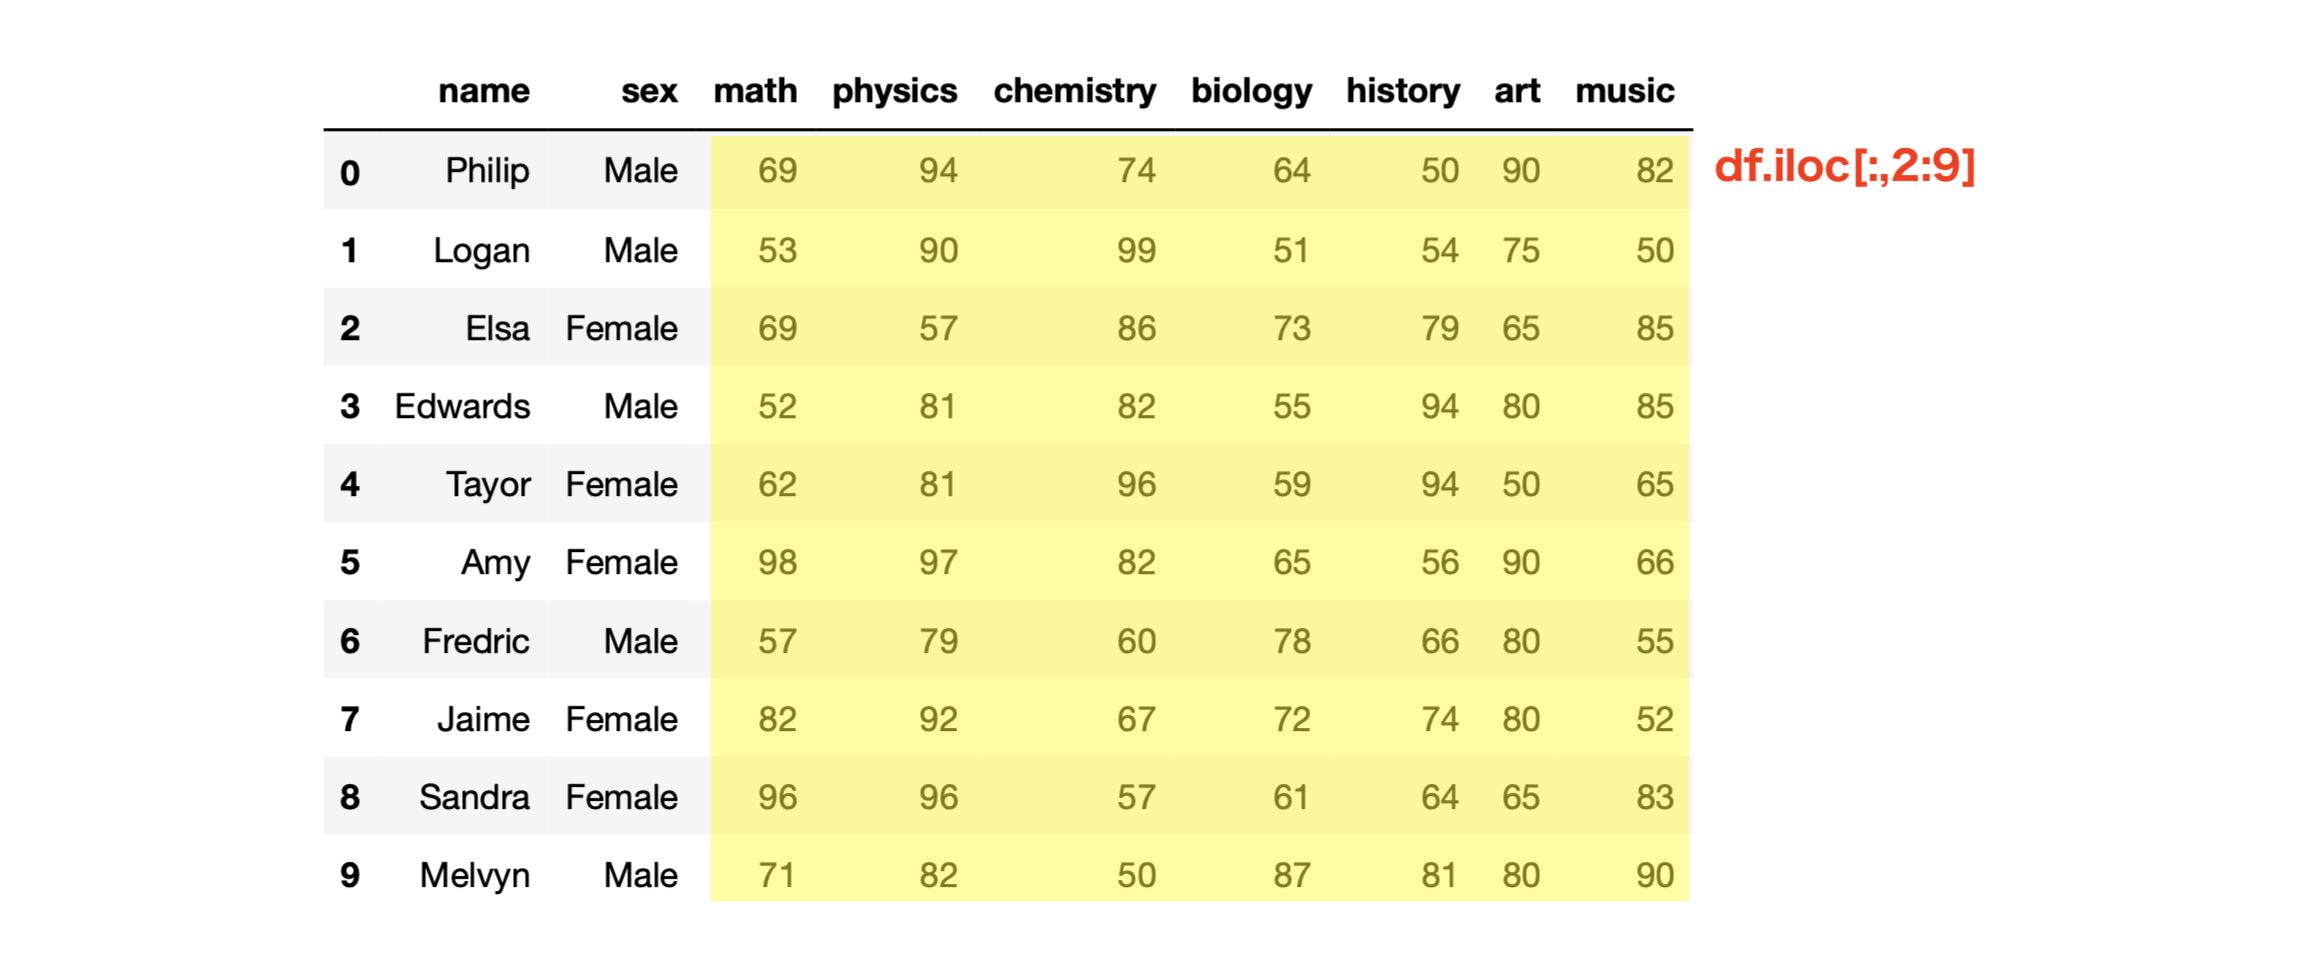 name sex math physics chemistry biology history art music
0 Philip Male 69 94 74 64 50 90 82 df.iloc[:,2:9]
1 Logan Male 53 90 99 51 54 75 50
2 Elsa Female 69 57 86 73 79 65 85
3 Edwards Male 52 81 82 55 94 80 85
4 Tayor Female 62 81 96 59 94 50 65
5 Amy Female 98 97 82 65 56 90 66
6 Fredric Male 57 79 60 78 66 80 55
7 Jaime Female 82 92 67 72 74 80 52
8 Sandra Female 96 96 57 61 64 65 83
9 Melvyn Male 71 82 50 87 81 80 90